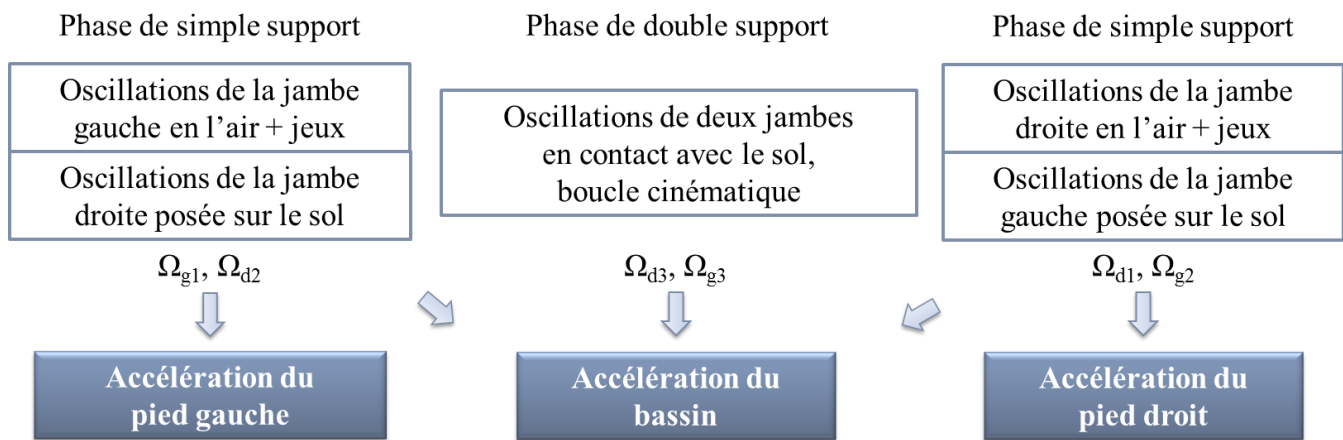 Phase de simple support
Phase de double support
Phase de simple support
Oscillations de la jambe
gauche en l’air + jeux
Oscillations de la jambe
droite posée sur le sol
Oscillations de deux jambes
en contact avec le sol,
boucle cinématique
Oscillations de la jambe
droite en l’air + jeux
Oscillations de la jambe
gauche posée sur le sol
Ωg1, Ωd2
Ωd3, Ωg3
Ωd1, Ωg2
Accélération du
pied gauche
Accélération du
bassin
Accélération du
pied droit